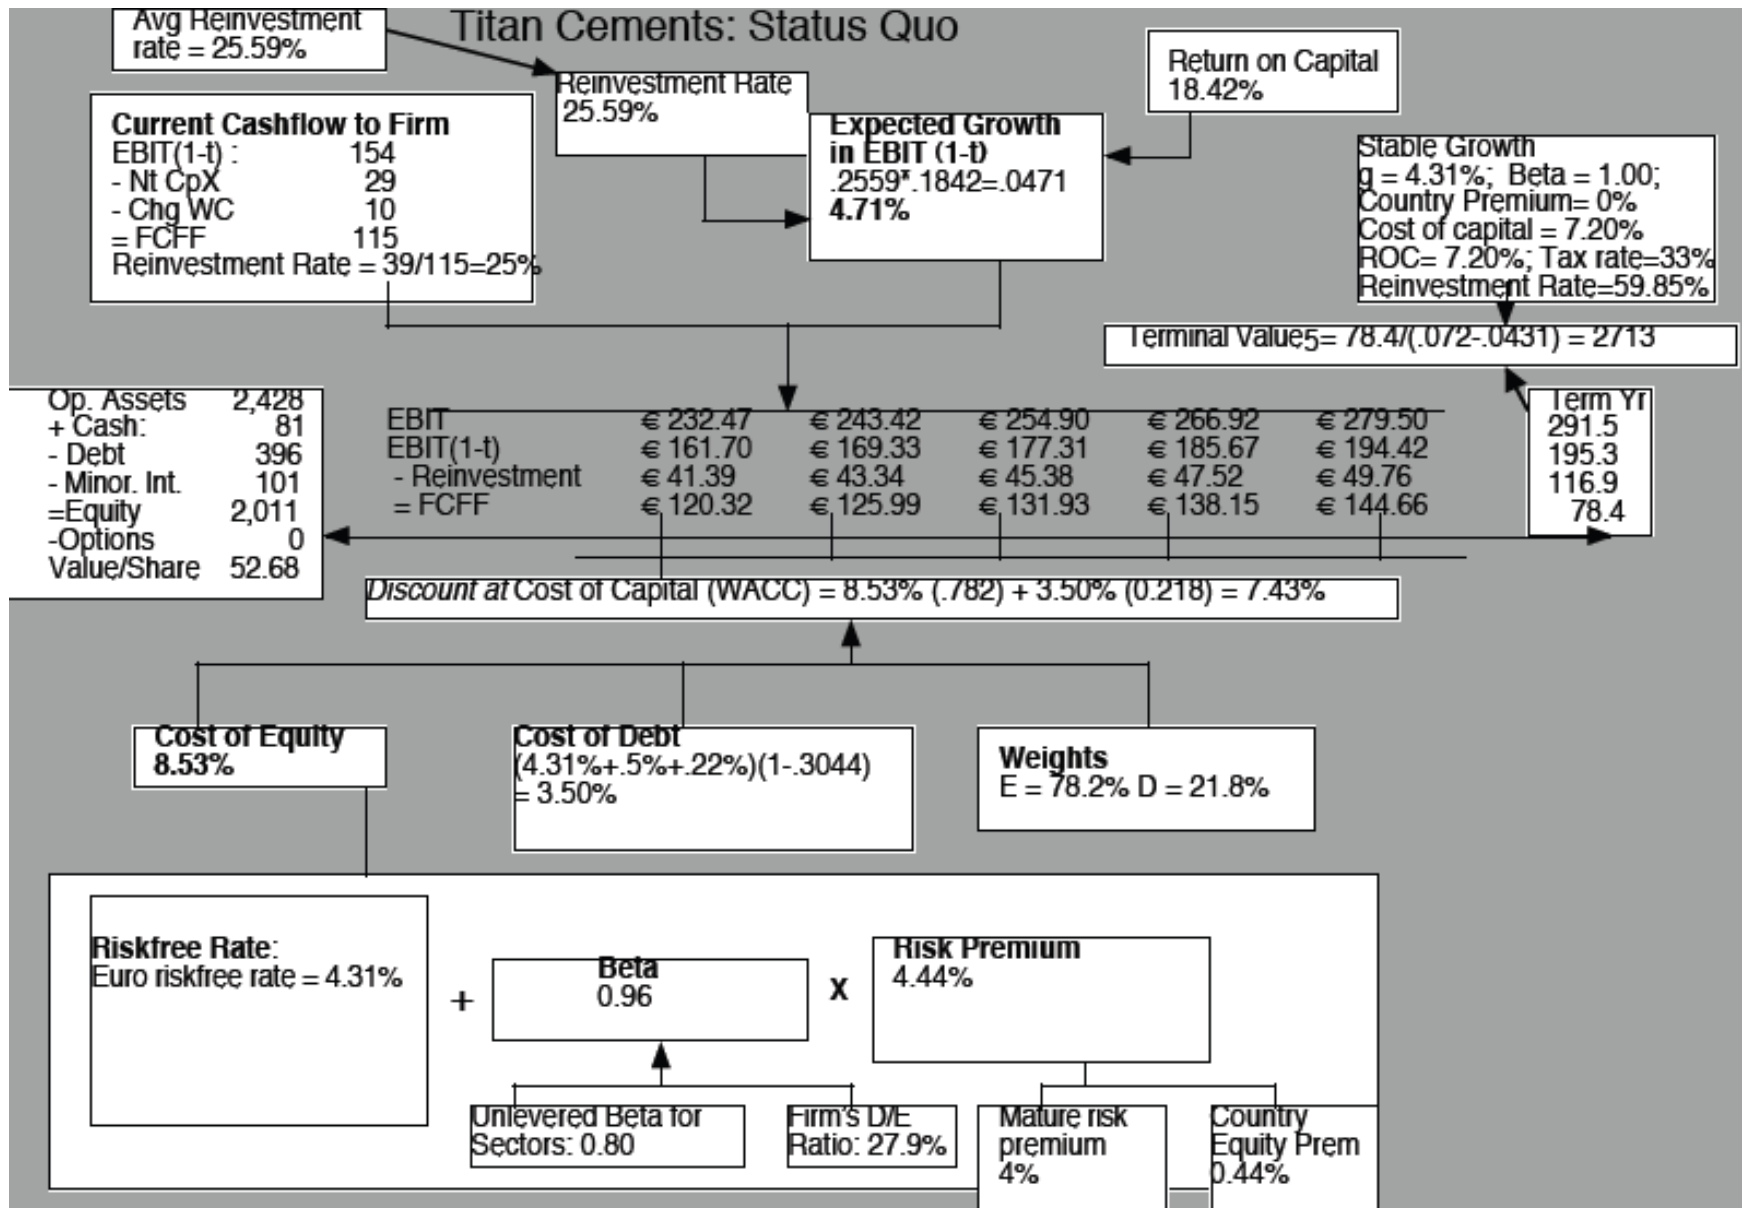 Titan Cements: Status Quo
Avg Reinvestment
rate = 25.59%
Reinvestment Rate
25.59%
Return on Capital
18.42%
Current Cashflow to Firm
EBIT(1-t) : 154
- Nt CpX 29
- Chg WC 10
= FCFF 115
Reinvestment Rate = 39/115=25%
Expected Growth
in EBIT (1-t)
.2559*.1842=.0471
4.71%
Stable Growth
g = 4.31%; Beta = 1.00;
Country Premium= 0%
Cost of capital = 7.20%
ROC= 7.20%; Tax rate=33%
Reinvestment Rate=59.85%
Terminal Value5= 78.4/(.072-.0431) = 2713
Op. Assets 2,428
+ Cash: 81
- Debt 396
- Minor. Int. 101
=Equity 2,011
-Options 0
Value/Share 52.68
EBIT € 232.47 € 243.42 € 254.90 € 266.92 € 279.50
EBIT(1-t) € 161.70 € 169.33 € 177.31 € 185.67 € 194.42
- Reinvestment € 41.39 € 43.34 € 45.38 € 47.52 € 49.76
= FCFF € 120.32 € 125.99 € 131.93 € 138.15 € 144.66
Term Yr
291.5
195.3
116.9
78.4
Discount at Cost of Capital (WACC) = 8.53% (.782) + 3.50% (0.218) = 7.43%
Cost of Equity
8.53%
Cost of Debt
(4.31%+.5%+.22%)(1-.3044)
= 3.50%
Weights
E = 78.2% D = 21.8%
Riskfree Rate:
Euro riskfree rate = 4.31%
+
Beta
0.96
X
Risk Premium
4.44%
Unlevered Beta for
Sectors: 0.80
Firm's D/E
Ratio: 27.9%
Mature risk
premium
4%
Country
Equity Prem
0.44%